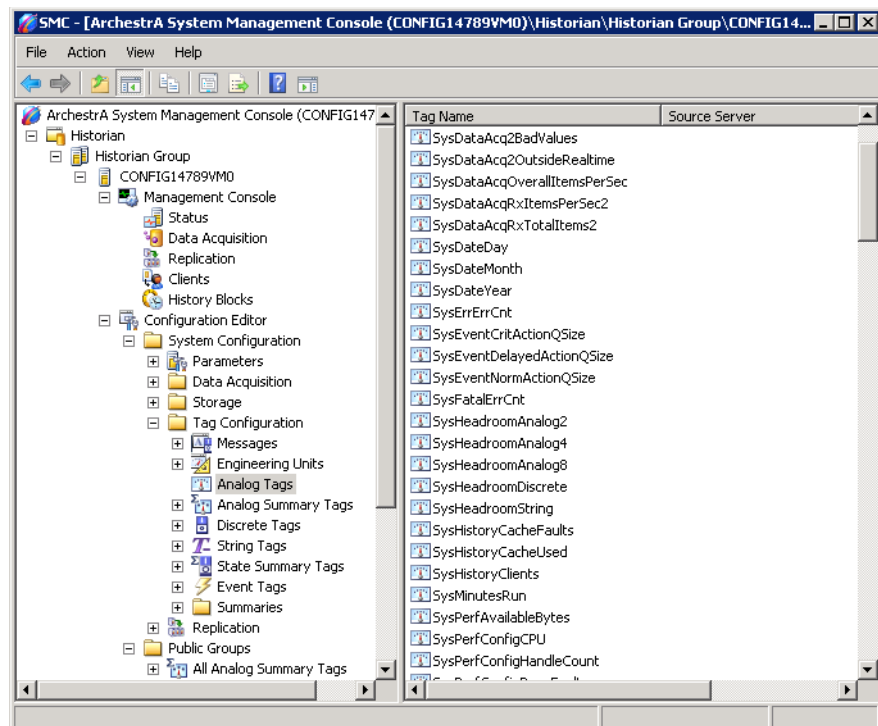 SMC - [ArchestrA System Management Console (CONFIG14789VM0)\Historian\Historian Group\CONFIG14...
File Action View Help
ArchestrA System Management Console (CONFIG147
Historian
Historian Group
CONFIG14789VM0
Management Console
Status
Data Acquisition
Replication
Clients
History Blocks
Configuration Editor
System Configuration
Parameters
Data Acquisition
Storage
Tag Configuration
Messages
Engineering Units
Analog Tags
Analog Summary Tags
Discrete Tags
String Tags
State Summary Tags
Event Tags
Summaries
Replication
Public Groups
All Analog Summary Tags
Tag Name Source Server
SysDataAcq2BadValues
SysDataAcq2OutsideRealtime
SysDataAcqOverallItemsPerSec
SysDataAcqRxItemsPerSec2
SysDataAcqRxTotalItems2
SysDateDay
SysDateMonth
SysDateYear
SysErrErrCnt
SysEventCritActionQSize
SysEventDelayedActionQSize
SysEventNormActionQSize
SysFatalErrCnt
SysHeadroomAnalog2
SysHeadroomAnalog4
SysHeadroomAnalog8
SysHeadroomDiscrete
SysHeadroomString
SysHistoryCacheFaults
SysHistoryCacheUsed
SysHistoryClients
SysMinutesRun
SysPerfAvailableBytes
SysPerfConfigCPU
SysPerfConfigHandleCount